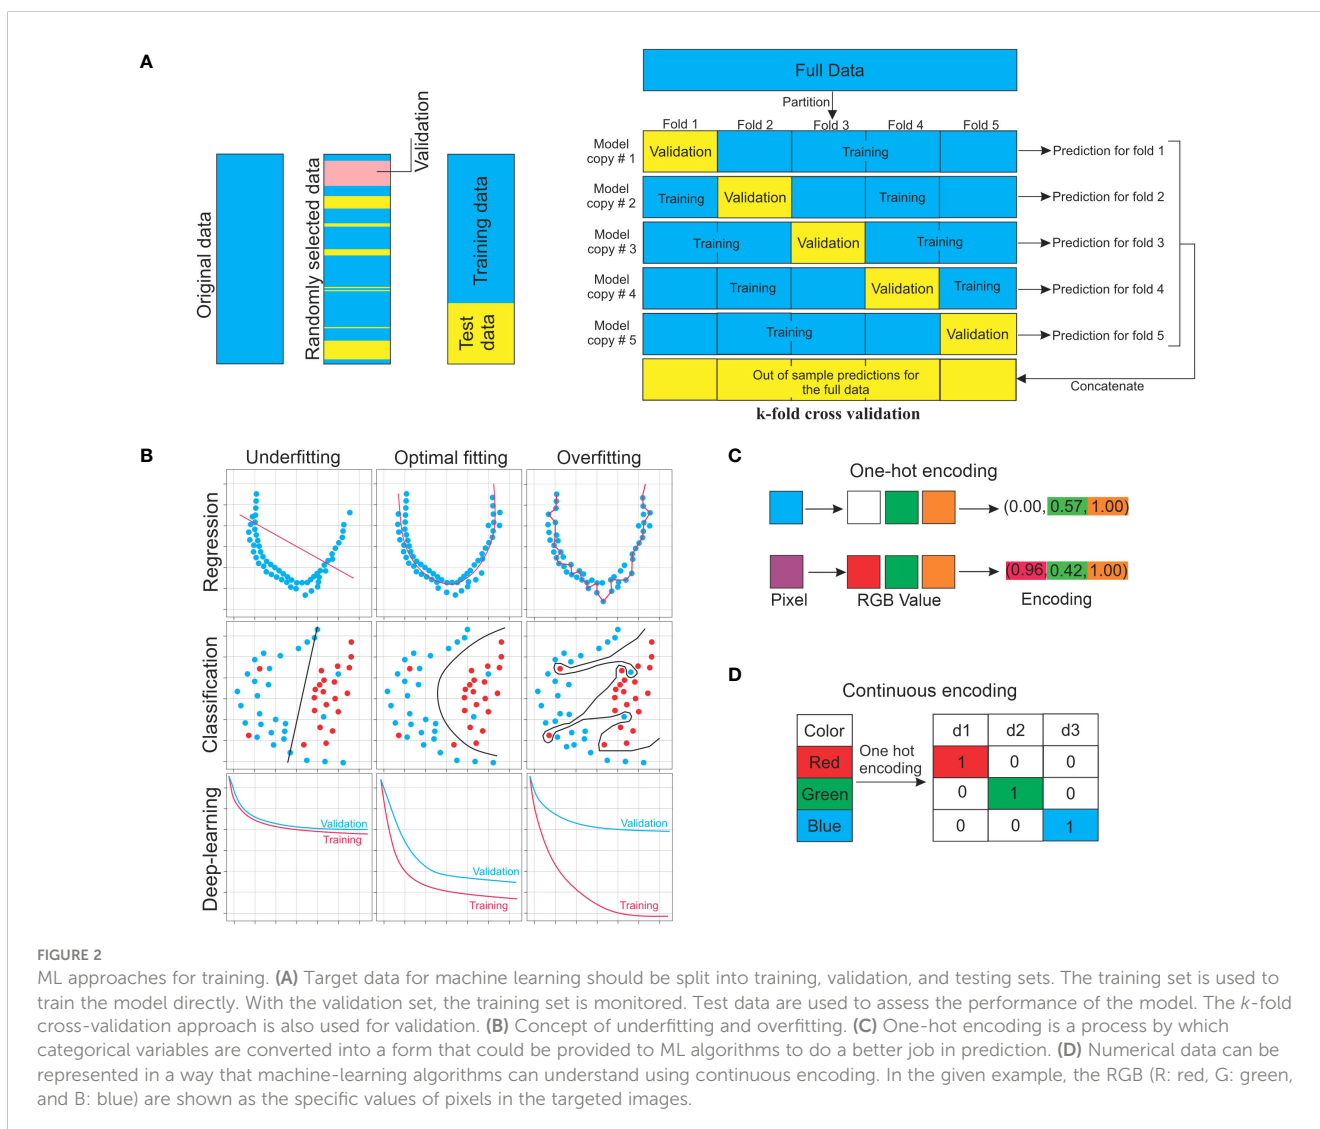 A
Original data
Randomly selected data
Validation
Training data
Test
data
Full Data
Partition
Fold 1 Fold 2 Fold 3 Fold 4 Fold 5
Model
copy # 1
Validation
Training
Prediction for fold 1
Model
copy # 2
Training
Validation
Training
Prediction for fold 2
Model
copy # 3
Training
Validation
Training
Prediction for fold 3
Model
copy # 4
Training
Validation
Training
Prediction for fold 4
Model
copy # 5
Training
Validation
Prediction for fold 5
Out of sample predictions for
the full data
Concatenate
k-fold cross validation
B
Underfitting Optimal fitting Overfitting
Regression
Classification
Deep-learning
Validation
Training
Validation
Training
Validation
Training
C
One-hot encoding
(0.00, 0.57, 1.00)
(0.96, 0.42, 1.00)
Pixel RGB Value Encoding
D
Continuous encoding
Color
Red
Green
Blue
One hot
encoding
d1 d2 d3
1 0 0
0 1 0
0 0 1
FIGURE 2
ML approaches for training. (A) Target data for machine learning should be split into training, validation, and testing sets. The training set is used to
train the model directly. With the validation set, the training set is monitored. Test data are used to assess the performance of the model. The k-fold
cross-validation approach is also used for validation. (B) Concept of underfitting and overfitting. (C) One-hot encoding is a process by which
categorical variables are converted into a form that could be provided to ML algorithms to do a better job in prediction. (D) Numerical data can be
represented in a way that machine-learning algorithms can understand using continuous encoding. In the given example, the RGB (R: red, G: green,
and B: blue) are shown as the specific values of pixels in the targeted images.